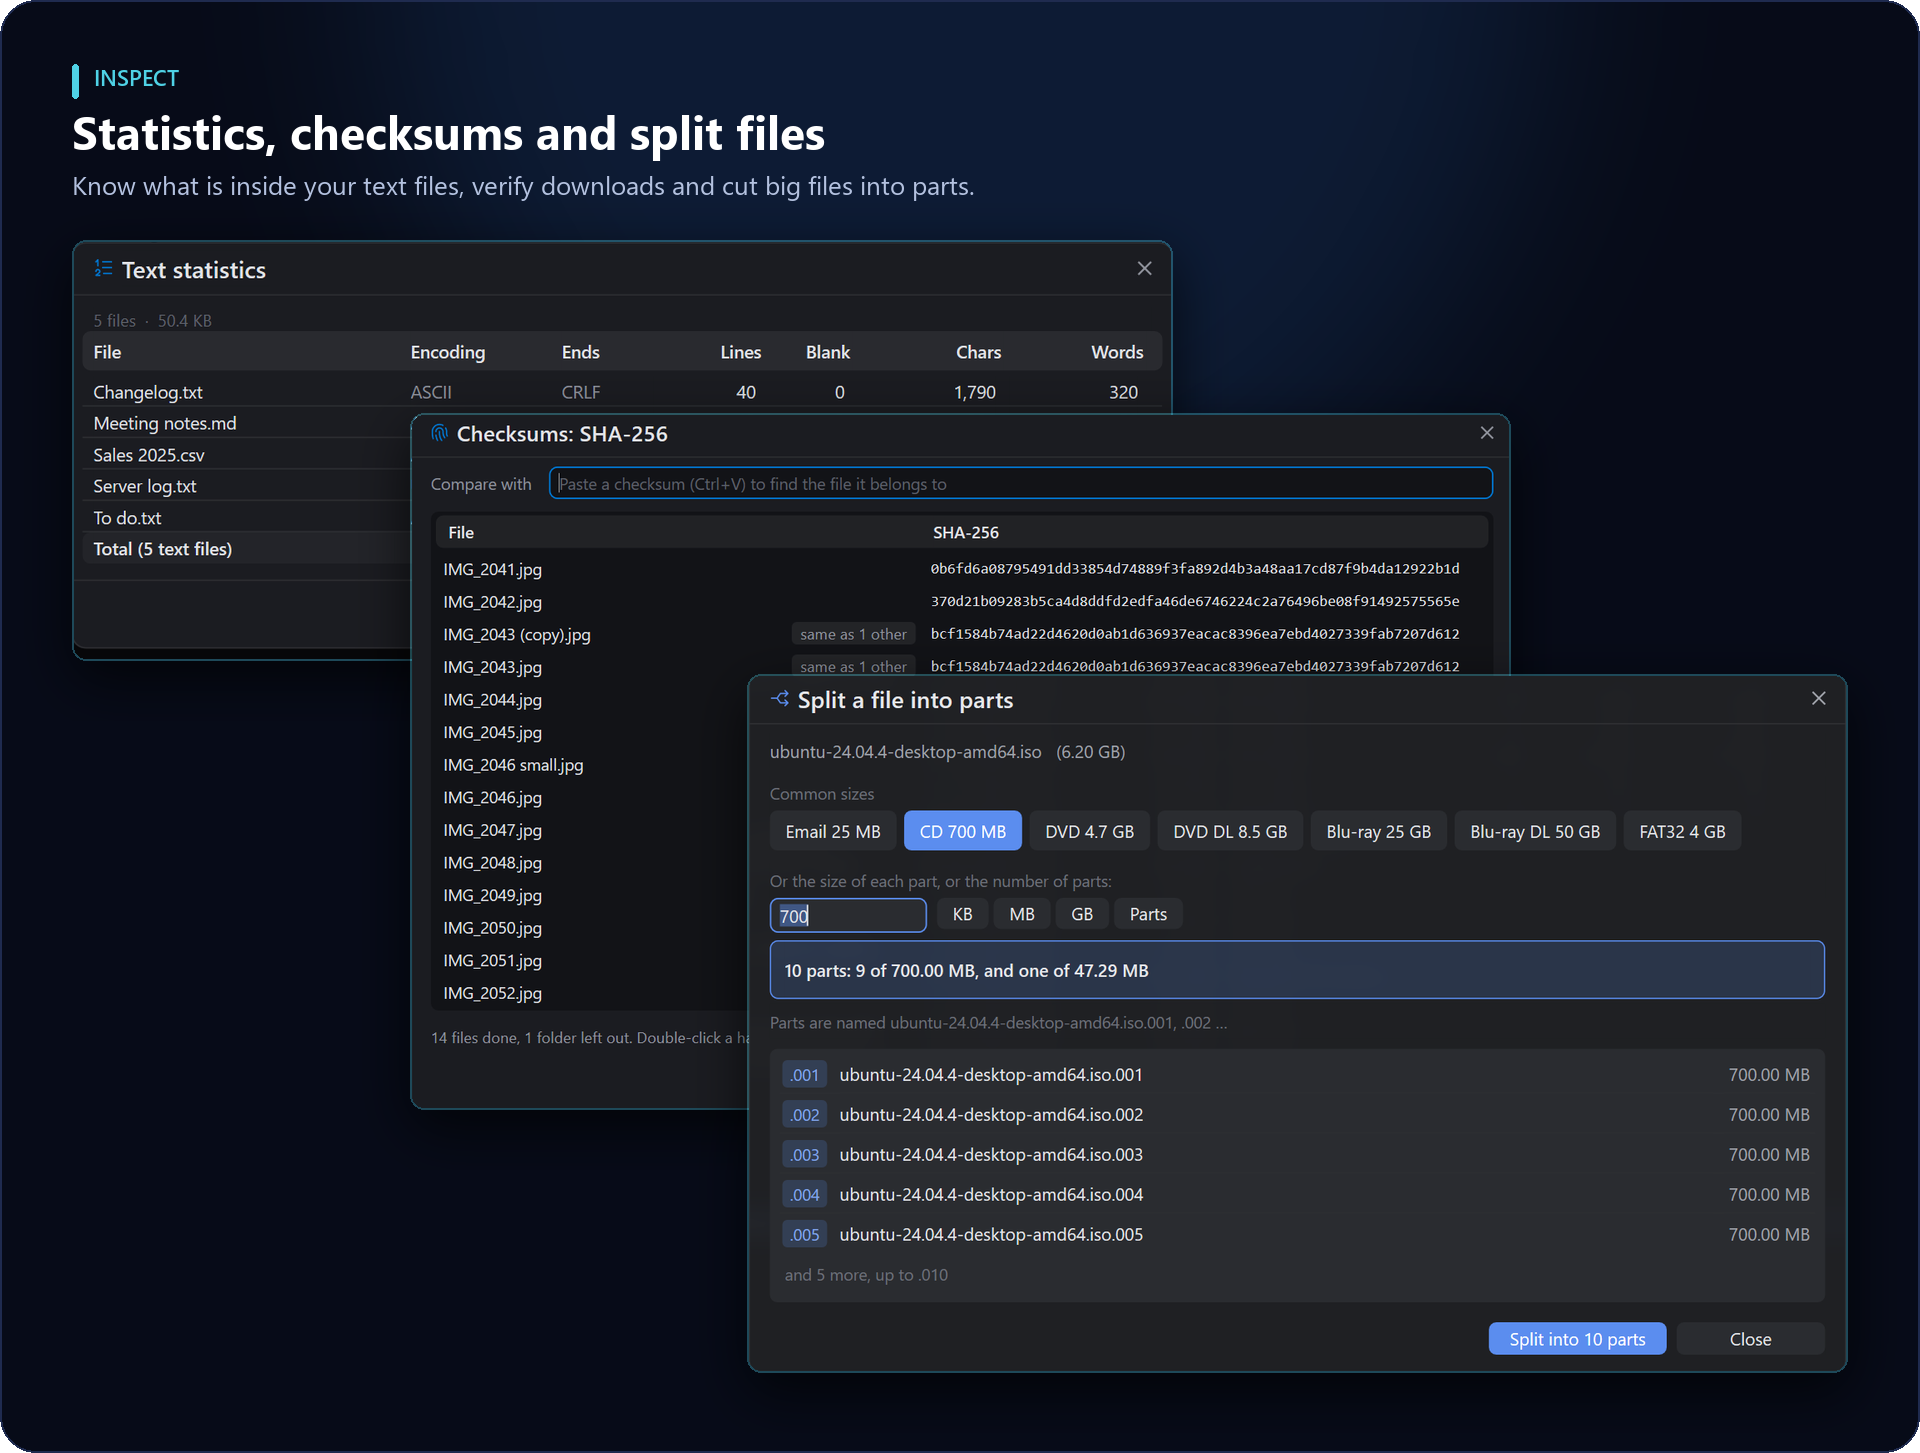 INSPECT
Statistics, checksums and split files
Know what is inside your text files, verify downloads and cut big files into parts.
Text statistics
5 files · 50.4 KB
File Encoding Ends Lines Blank Chars Words
Changelog.txt ASCII CRLF 40 0 1,790 320
Meeting notes.md
Sales 2025.csv
Server log.txt
To do.txt
Total (5 text files)
Checksums: SHA-256
Compare with Paste a checksum (Ctrl+V) to find the file it belongs to
File SHA-256
IMG_2041.jpg 0b6fd6a08795491dd33854d74889f3fa892d4b3a48aa17cd87f9b4da12922b1d
IMG_2042.jpg 370d21b09283b5ca4d8ddfd2edfa46de6746224c2a76496be08f91492575565e
IMG_2043 (copy).jpg same as 1 other bcf1584b74ad22d4620d0ab1d636937eacac8396ea7ebd4027339fab7207d612
IMG_2043.jpg same as 1 other bcf1584b74ad22d4620d0ab1d636937eacac8396ea7ebd4027339fab7207d612
IMG_2044.jpg
IMG_2045.jpg
IMG_2046 small.jpg
IMG_2046.jpg
IMG_2047.jpg
IMG_2048.jpg
IMG_2049.jpg
IMG_2050.jpg
IMG_2051.jpg
IMG_2052.jpg
14 files done, 1 folder left out. Double-click a
Split a file into parts
ubuntu-24.04.4-desktop-amd64.iso (6.20 GB)
Common sizes
Email 25 MB CD 700 MB DVD 4.7 GB DVD DL 8.5 GB Blu-ray 25 GB Blu-ray DL 50 GB FAT32 4 GB
Or the size of each part, or the number of parts:
700 KB MB GB Parts
10 parts: 9 of 700.00 MB, and one of 47.29 MB
Parts are named ubuntu-24.04.4-desktop-amd64.iso.001, .002 ...
.001 ubuntu-24.04.4-desktop-amd64.iso.001 700.00 MB
.002 ubuntu-24.04.4-desktop-amd64.iso.002 700.00 MB
.003 ubuntu-24.04.4-desktop-amd64.iso.003 700.00 MB
.004 ubuntu-24.04.4-desktop-amd64.iso.004 700.00 MB
.005 ubuntu-24.04.4-desktop-amd64.iso.005 700.00 MB
and 5 more, up to .010
Split into 10 parts Close